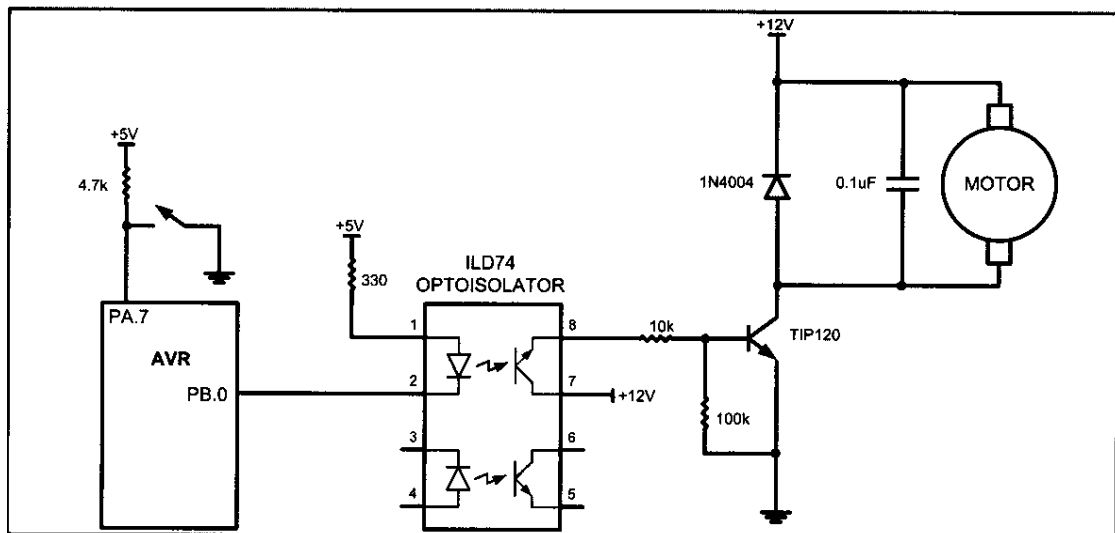 +12V
+5V
4.7k
1N4004
0.1uF
MOTOR
+5V
330
ILD74
OPTOISOLATOR
PA.7
AVR
PB.0
1
8
10k
TIP120
2
7
+12V
100k
3
6
4
5